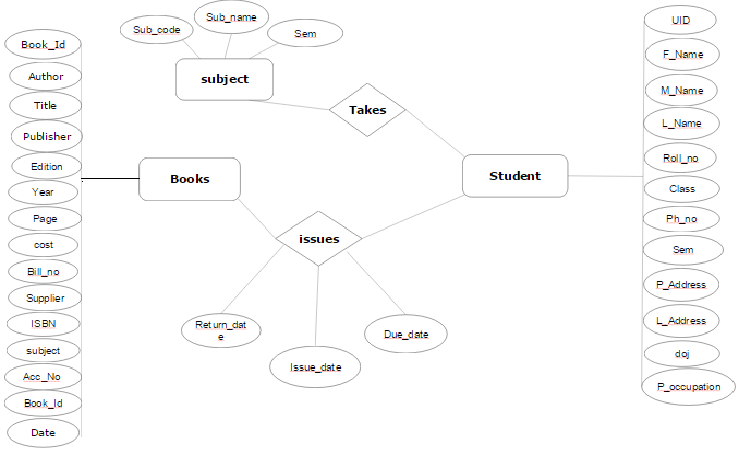 Sub_name
Sub_code
Sem
subject
Takes
Book_Id
Author
Title
Publisher
Edition
Year
Page
cost
Bill_no
Supplier
ISBN
subject
Acc_No
Book_Id
Date
Books
issues
Return_dat
e
Issue_date
Due_date
Student
UID
F_Name
M_Name
L_Name
Roll_no
Class
Ph_no
Sem
P_Address
L_Address
doj
P_occupation